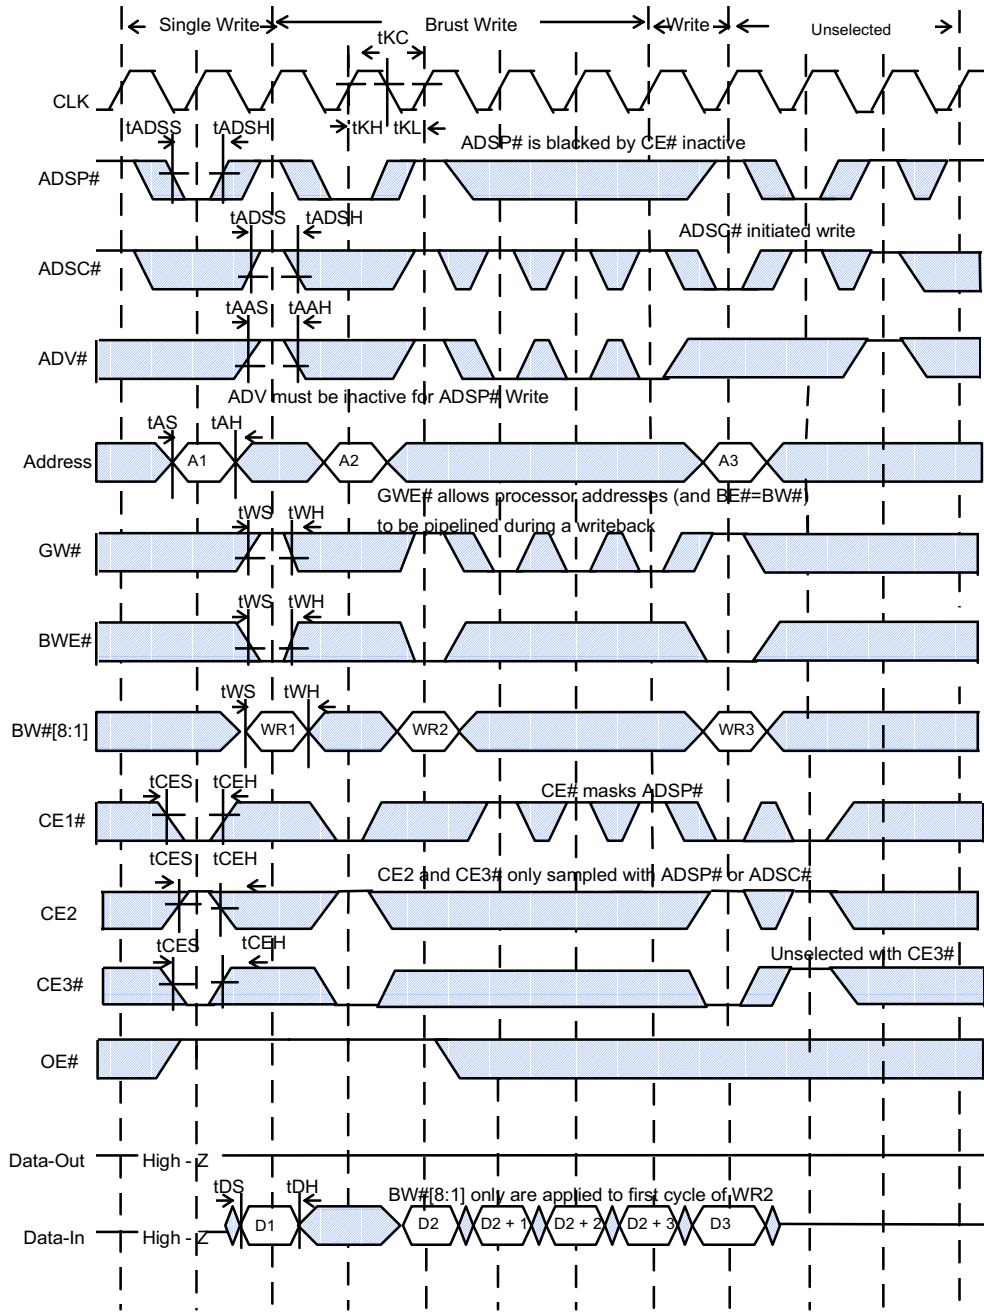 Single Write
Brust Write
Write
Unselected
tKC
CLK
tKH
tKL
tADSS
tADSH
ADSP# is blacked by CE# inactive
ADSP#
tADSS
tADSH
ADSC# initiated write
ADSC#
tAAS
tAAH
ADV#
ADV must be inactive for ADSP# Write
tAS
tAH
Address
A1
A2
A3
GWE# allows processor addresses (and BE#=BW#)
to be pipelined during a writeback
tWS
tWH
GW#
tWS
tWH
BWE#
tWS
tWH
BW#[8:1]
WR1
WR2
WR3
tCES
tCEH
CE# masks ADSP#
CE1#
tCES
tCEH
CE2 and CE3# only sampled with ADSP# or ADSC#
CE2
tCES
tCEH
Unselected with CE3#
CE3#
OE#
Data-Out
High - Z
tDS
tDH
BW#[8:1] only are applied to first cycle of WR2
Data-In
High - Z
D1
D2
D2 + 1
D2 + 2
D2 + 3
D3